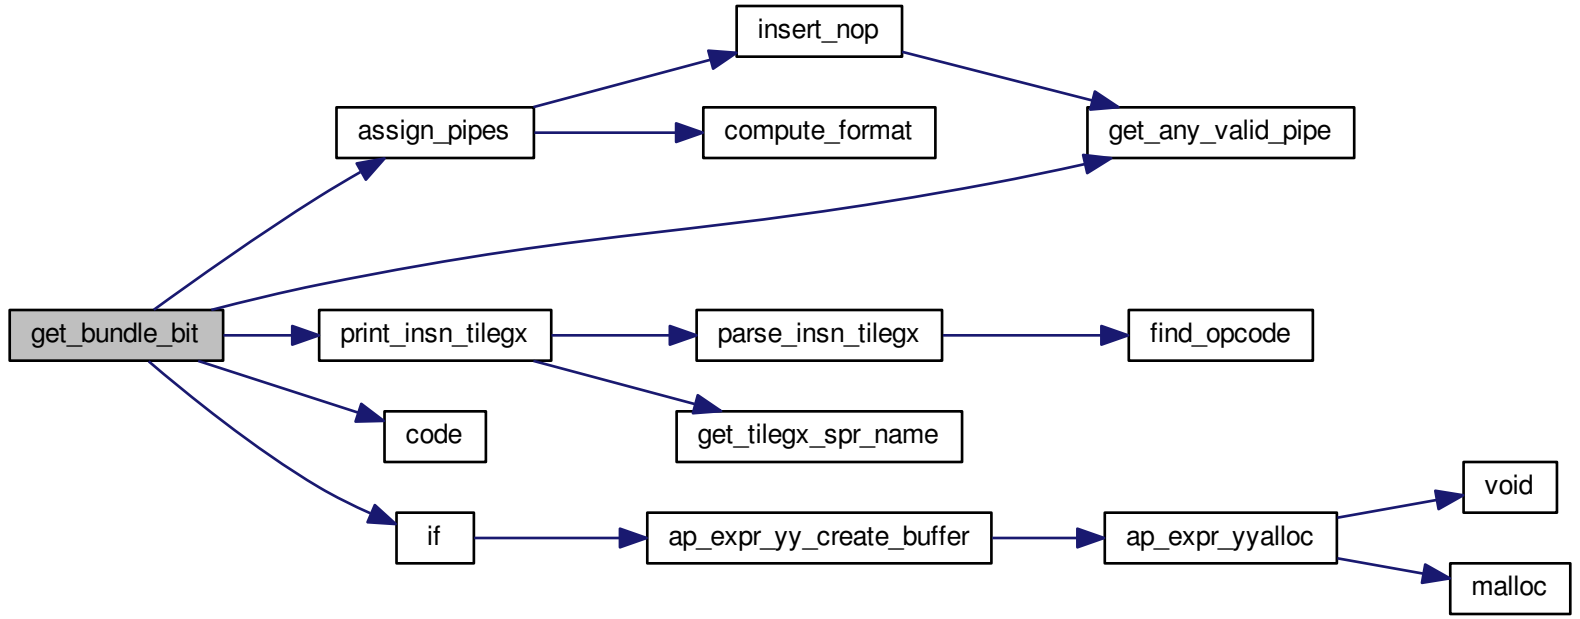 insert_nop
assign_pipes
compute_format
get_any_valid_pipe
get_bundle_bit
print_insn_tilegx
parse_insn_tilegx
find_opcode
code
get_tilegx_spr_name
void
if
ap_expr_yy_create_buffer
ap_expr_yyalloc
malloc